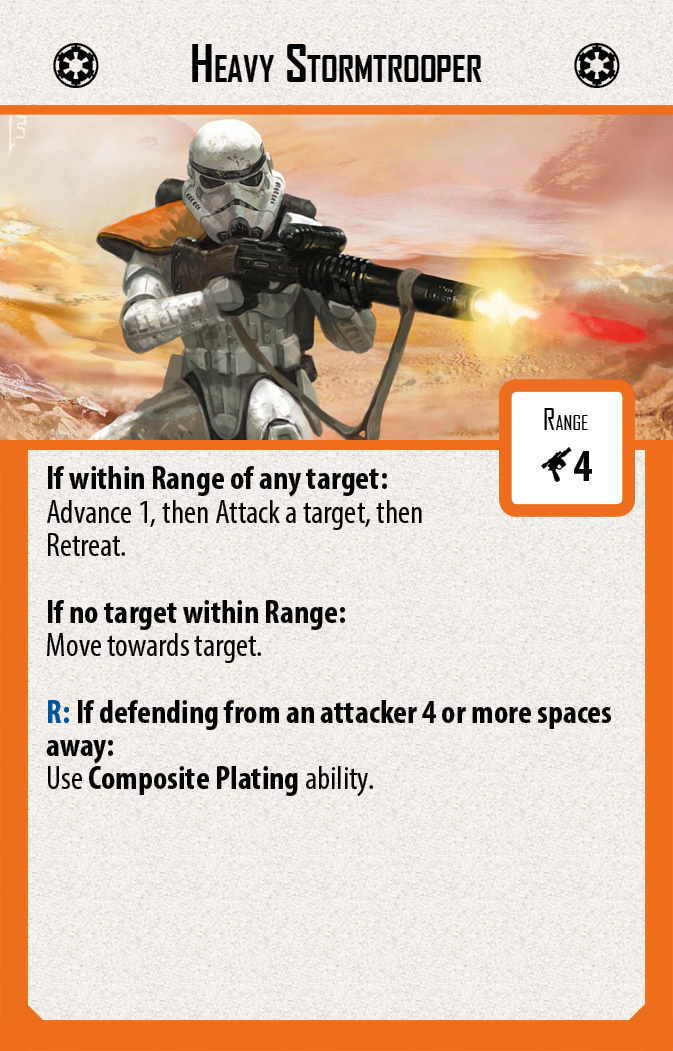 Heavy Stormtrooper
Range
4
If within Range of any target:
Advance 1, then Attack a target, then
Retreat.
If no target within Range:
Move towards target.
R: If defending from an attacker 4 or more spaces
away:
Use Composite Plating ability.